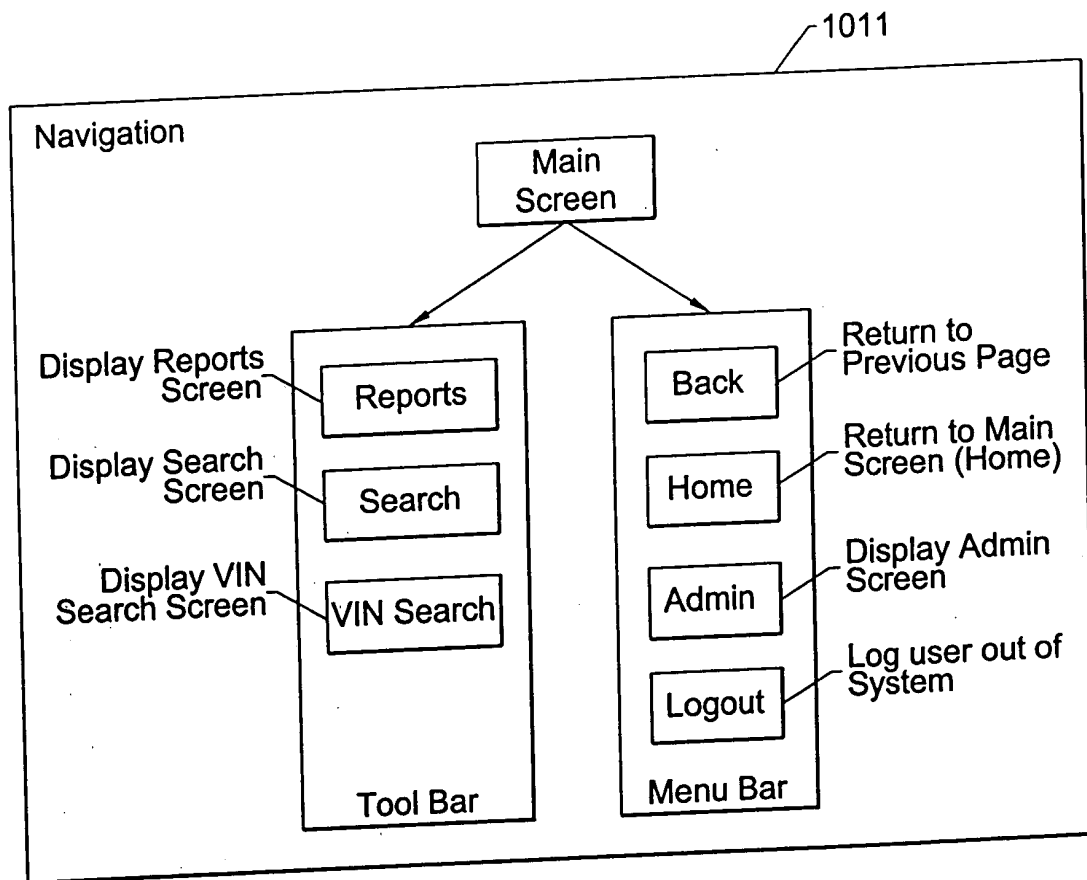 1011
Navigation
Main
Screen
Display Reports
Screen
Reports
Display Search
Screen
Search
Display VIN
Search Screen
VIN Search
Tool Bar
Back
Return to
Previous Page
Home
Return to Main
Screen (Home)
Admin
Display Admin
Screen
Logout
Log user out of
System
Menu Bar